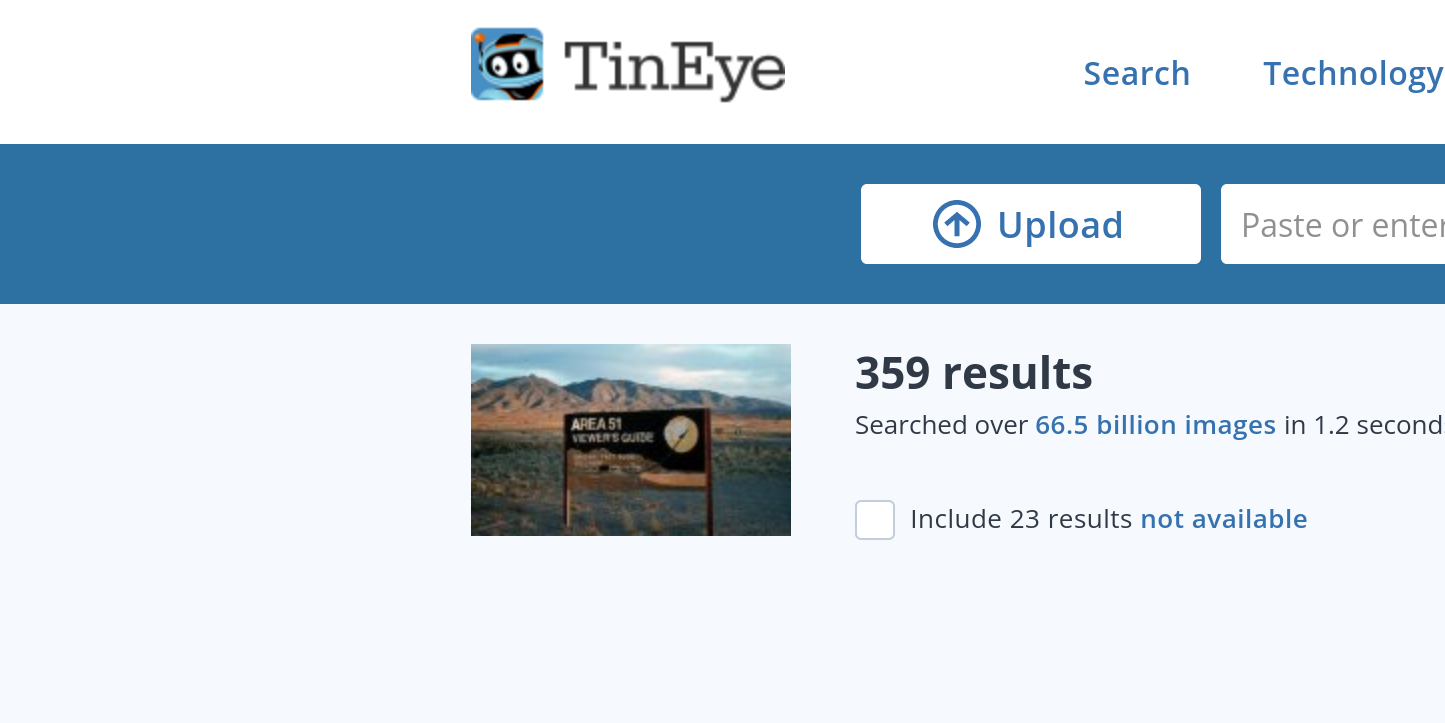 TinEye
Search Technology
Upload
Paste or enter
359 results
Searched over 66.5 billion images in 1.2 second
AREA 51
VIEWER'S GUIDE
Include 23 results not available